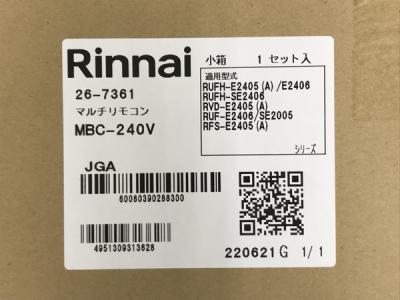 Rinnai
小箱 1 セット入
26-7361
マルチリモコン
MBC-240V
適用型式
RUFH-E2405(A)/E2406
RUFH-SE2406
RVD-E2405(A)
RUF-E2406/SE2005
RFS-E2405(A)
シリーズ
JGA
60080390288300
4951309313628
220621G 1/1